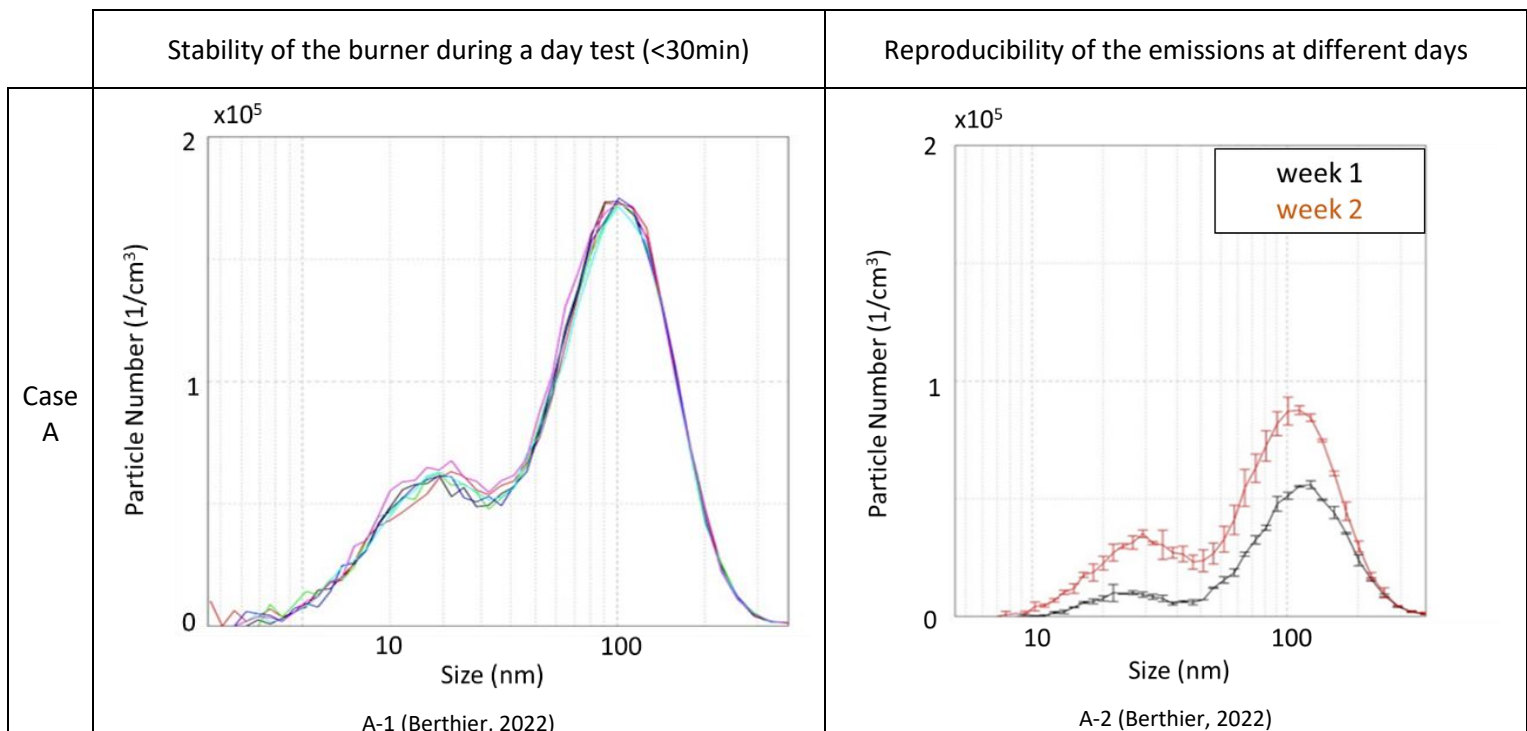 Stability of the burner during a day test (<30min)
Reproducibility of the emissions at different days
Case
A
x10⁵
2
1
0
Particle Number (1/cm³)
10
100
Size (nm)
A-1 (Berthier, 2022)
x10⁵
2
1
0
Particle Number (1/cm³)
week 1
week 2
10
100
Size (nm)
A-2 (Berthier, 2022)